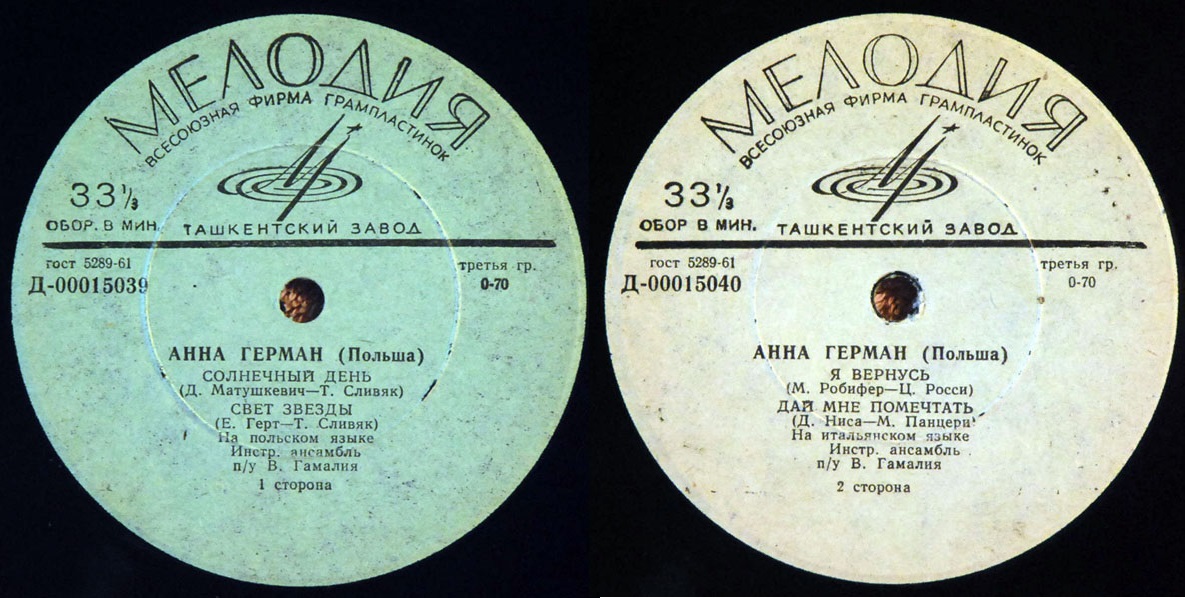 МЕЛОДИЯ
ВСЕСОЮЗНАЯ ФИРМА ГРАМПЛАСТИНОК
33⅓
ОБОР. В МИН.
ТАШКЕНТСКИЙ ЗАВОД
гост 5289-61
Д-00015039
третья гр.
0-70
АННА ГЕРМАН (Польша)
СОЛНЕЧНЫЙ ДЕНЬ
(Д. Матушкевич—Т. Сливяк)
СВЕТ ЗВЕЗДЫ
(Е. Герт—Т. Сливяк)
На польском языке
Инстр. ансамбль
п/у В. Гамалия
1 сторона
МЕЛОДИЯ
ВСЕСОЮЗНАЯ ФИРМА ГРАМПЛАСТИНОК
33⅓
ОБОР. В МИН.
ТАШКЕНТСКИЙ ЗАВОД
гост 5289-61
Д-00015040
третья гр.
0-70
АННА ГЕРМАН (Польша)
Я ВЕРНУСЬ
(М. Робифер—Ц. Росси)
ДАЙ МНЕ ПОМЕЧТАТЬ
(Д. Ниса—М. Панцери)
На итальянском языке
Инстр. ансамбль
п/у В. Гамалия
2 сторона